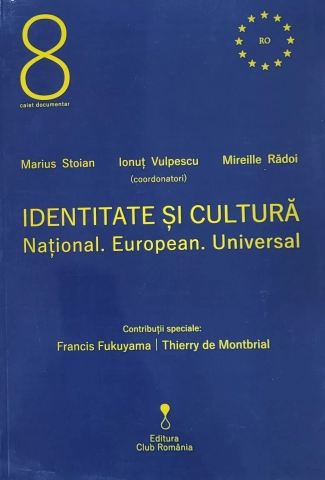 8
caiet documentar
RO
Marius Stoian Ionuț Vulpescu Mireille Rădoi
(coordonatori)
IDENTITATE ȘI CULTURĂ
Național. European. Universal
Contribuții speciale:
Francis Fukuyama | Thierry de Montbrial
Editura
Club România